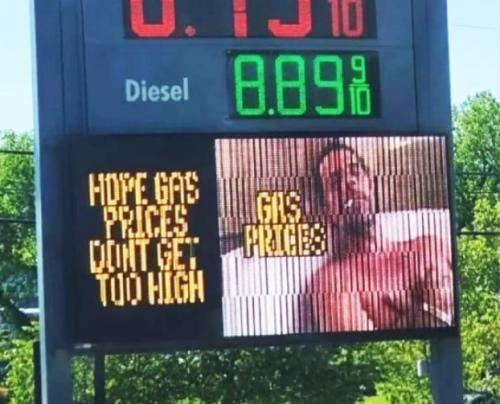 Diesel 8.89 9/10
HOPE GAS
PRICES
DONT GET
TOO HIGH
GAS
PRICES